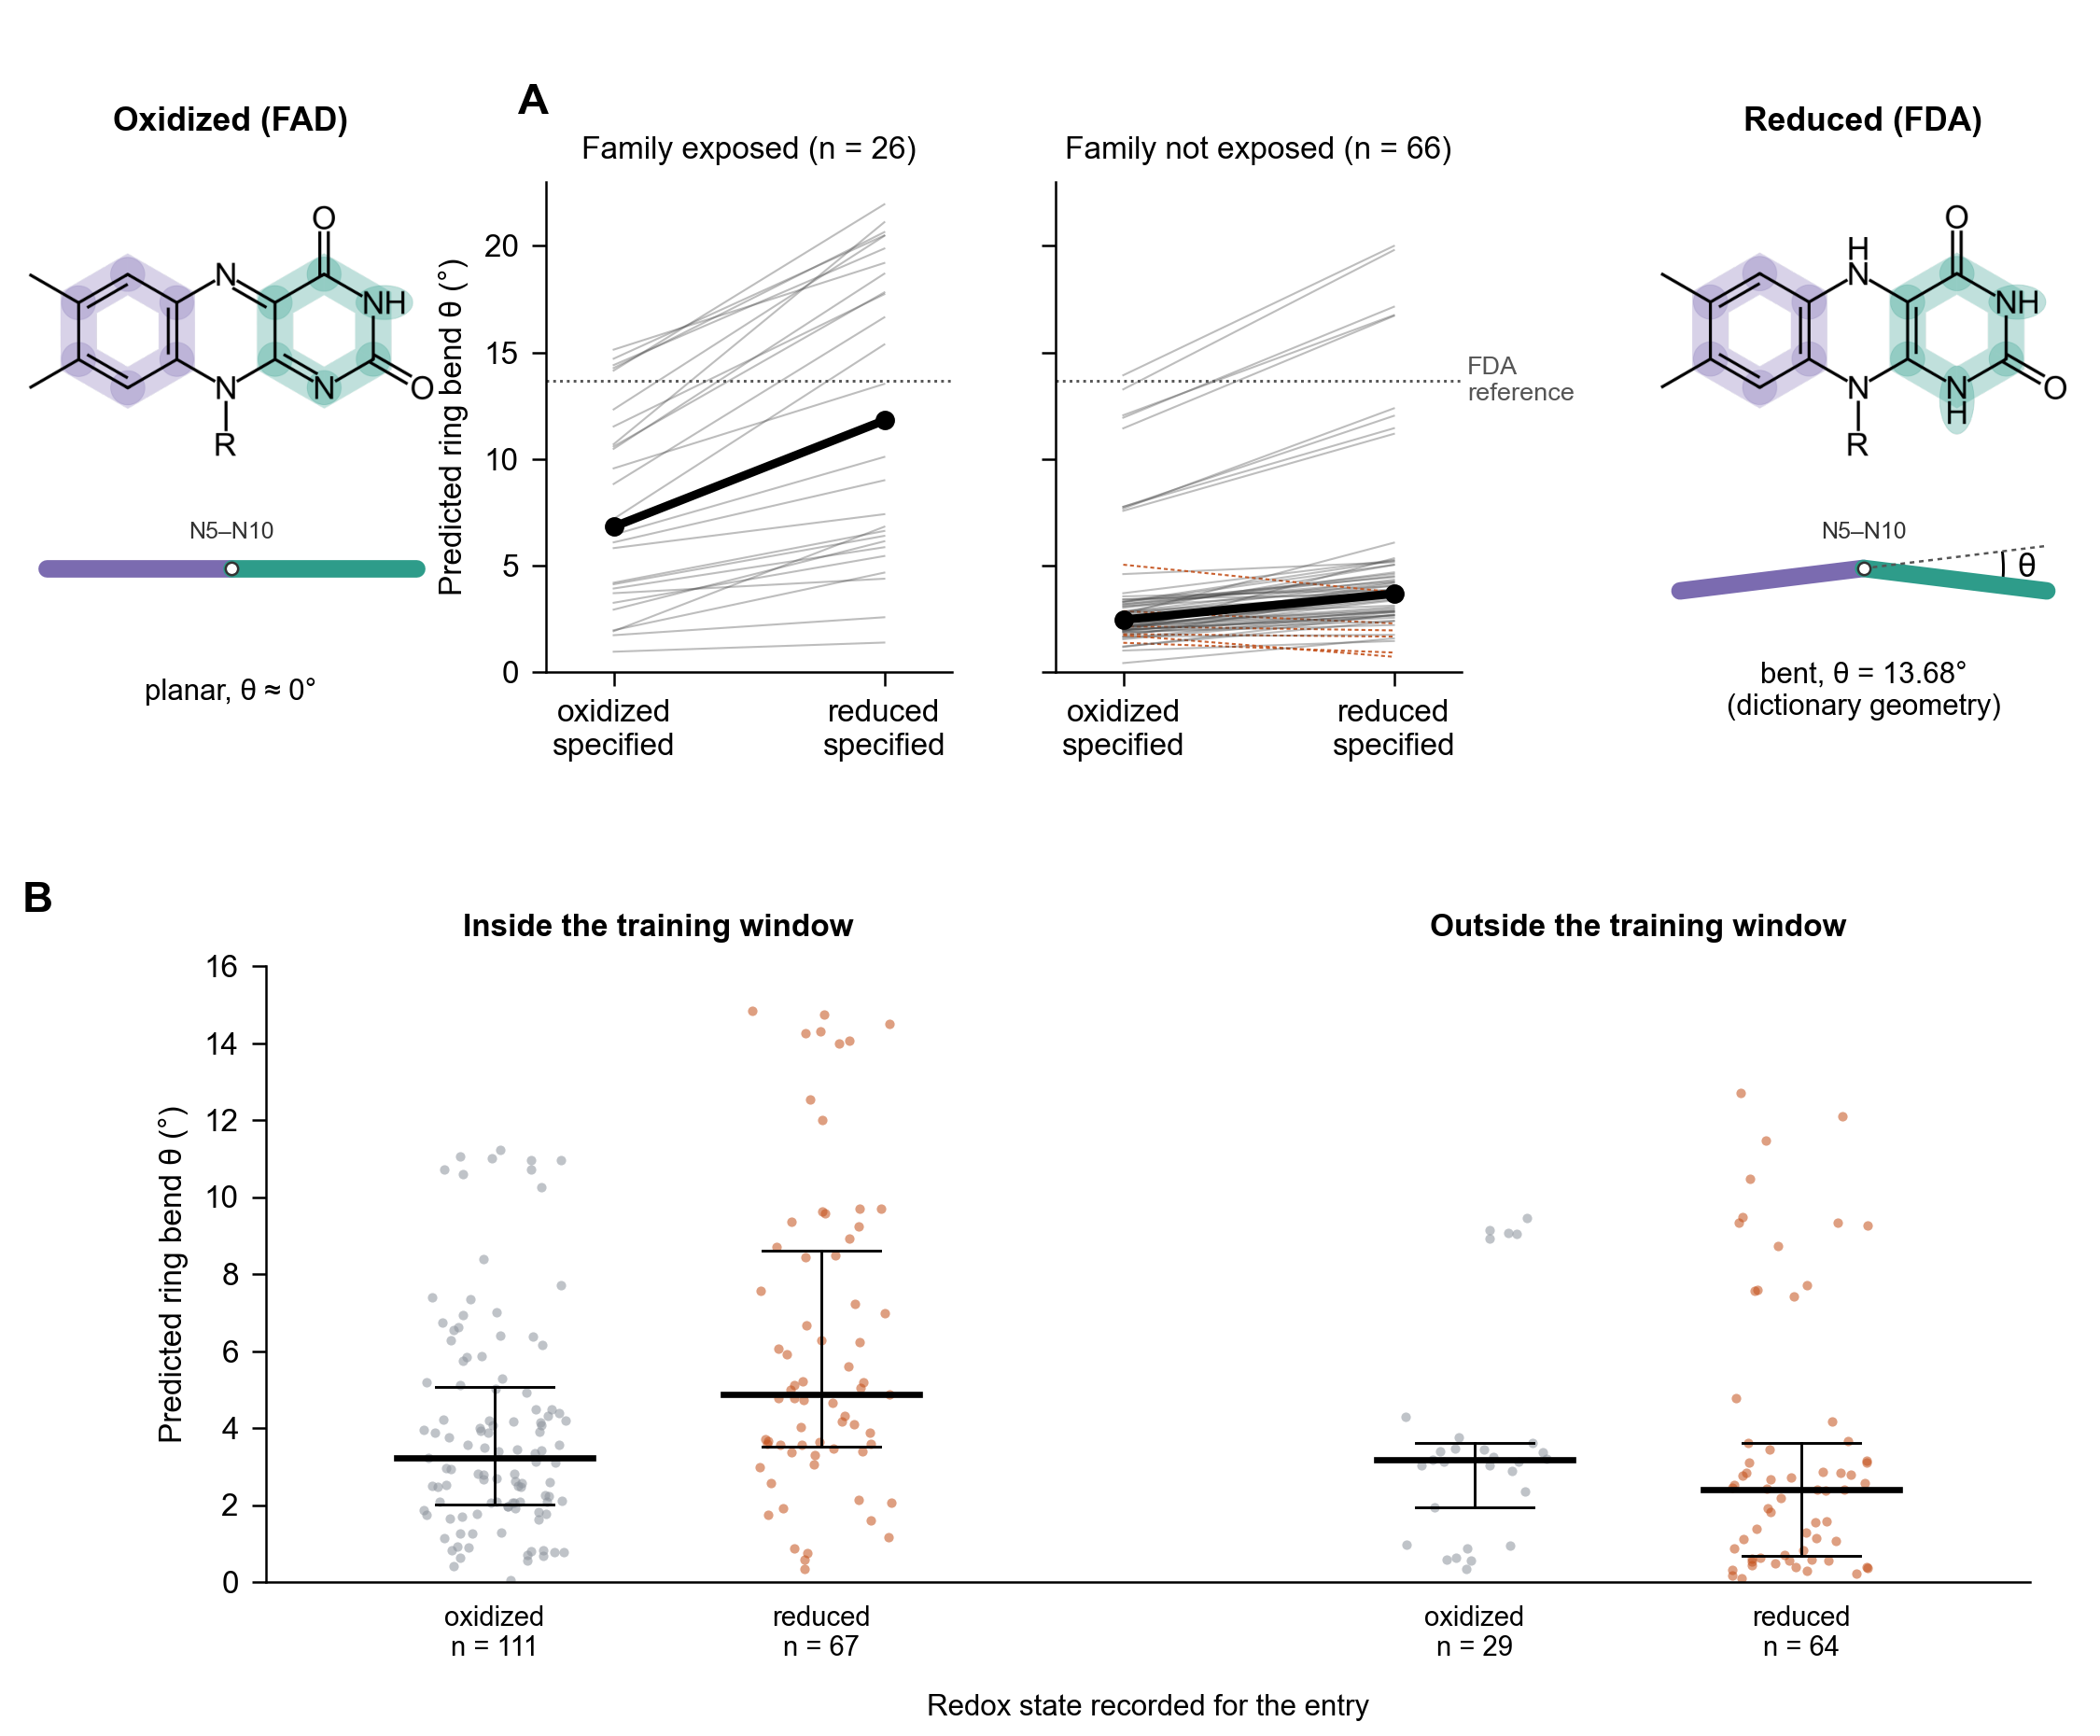 A
Oxidized (FAD)
Reduced (FDA)
Family exposed (n = 26)
Family not exposed (n = 66)
O
N
NH
N
N
O
R
N5–N10
planar, θ ≈ 0°
Predicted ring bend θ (°)
20
15
10
5
0
oxidized
specified
reduced
specified
oxidized
specified
reduced
specified
FDA
reference
O
H
N
NH
N
N
H
O
R
N5–N10
θ
bent, θ = 13.68°
(dictionary geometry)
B
Inside the training window
Outside the training window
Predicted ring bend θ (°)
16
14
12
10
8
6
4
2
0
oxidized
n = 111
reduced
n = 67
oxidized
n = 29
reduced
n = 64
Redox state recorded for the entry